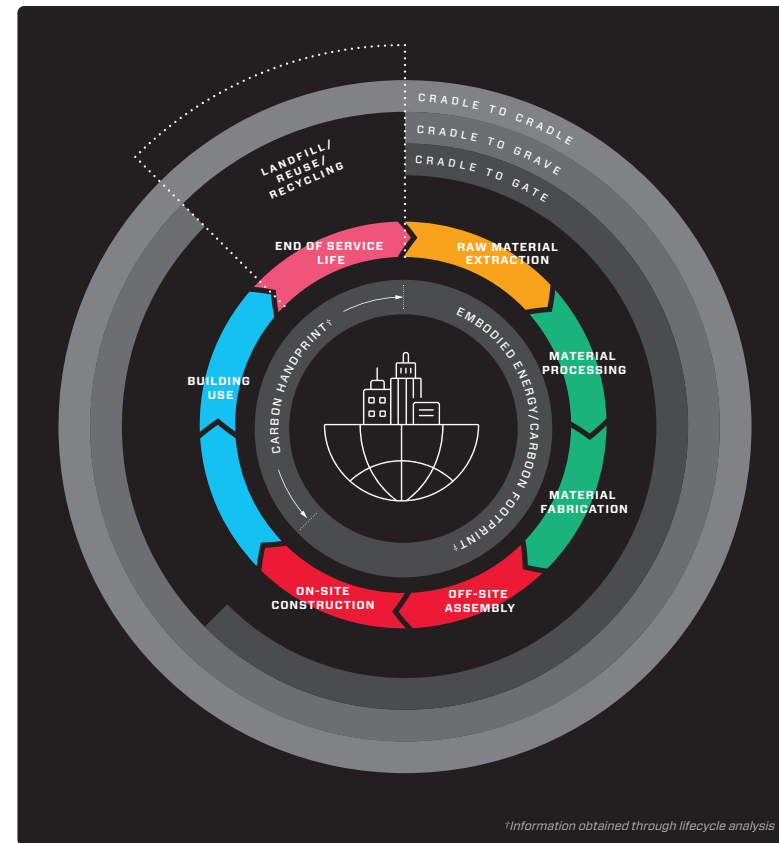 CRADLE TO CRADLE
CRADLE TO GRAVE
CRADLE TO GATE
LANDFILL/
REUSE/
RECYCLING
END OF SERVICE
LIFE
RAW MATERIAL
EXTRACTION
MATERIAL
PROCESSING
MATERIAL
FABRICATION
OFF-SITE
ASSEMBLY
ON-SITE
CONSTRUCTION
BUILDING
USE
CARBON HANDPRINT†
EMBODIED ENERGY/CARBOON FOOTPRINT†
†Information obtained through lifecycle analysis